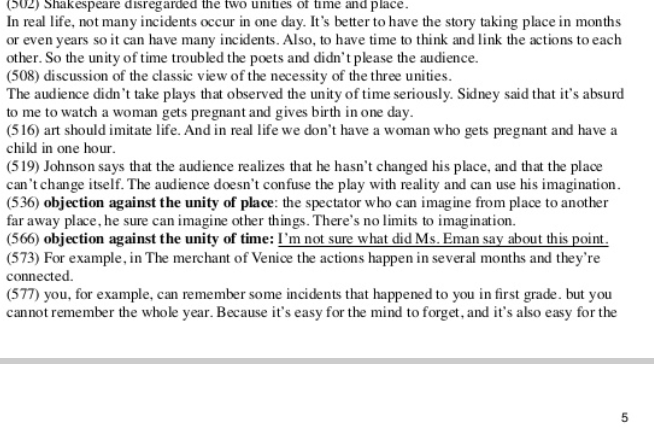 (502) Shakespeare disregarded the two unities of time and place.
In real life, not many incidents occur in one day. It's better to have the story taking place in months
or even years so it can have many incidents. Also, to have time to think and link the actions to each
other. So the unity of time troubled the poets and didn't please the audience.
(508) discussion of the classic view of the necessity of the three unities.
The audience didn't take plays that observed the unity of time seriously. Sidney said that it's absurd
to me to watch a woman gets pregnant and gives birth in one day.
(516) art should imitate life. And in real life we don't have a woman who gets pregnant and have a
child in one hour.
(519) Johnson says that the audience realizes that he hasn't changed his place, and that the place
can't change itself. The audience doesn't confuse the play with reality and can use his imagination.
(536) objection against the unity of place: the spectator who can imagine from place to another
far away place, he sure can imagine other things. There's no limits to imagination.
(566) objection against the unity of time: I'm not sure what did Ms. Eman say about this point.
(573) For example, in The merchant of Venice the actions happen in several months and they're
connected.
(577) you, for example, can remember some incidents that happened to you in first grade. but you
cannot remember the whole year. Because it's easy for the mind to forget, and it's also easy for the
5